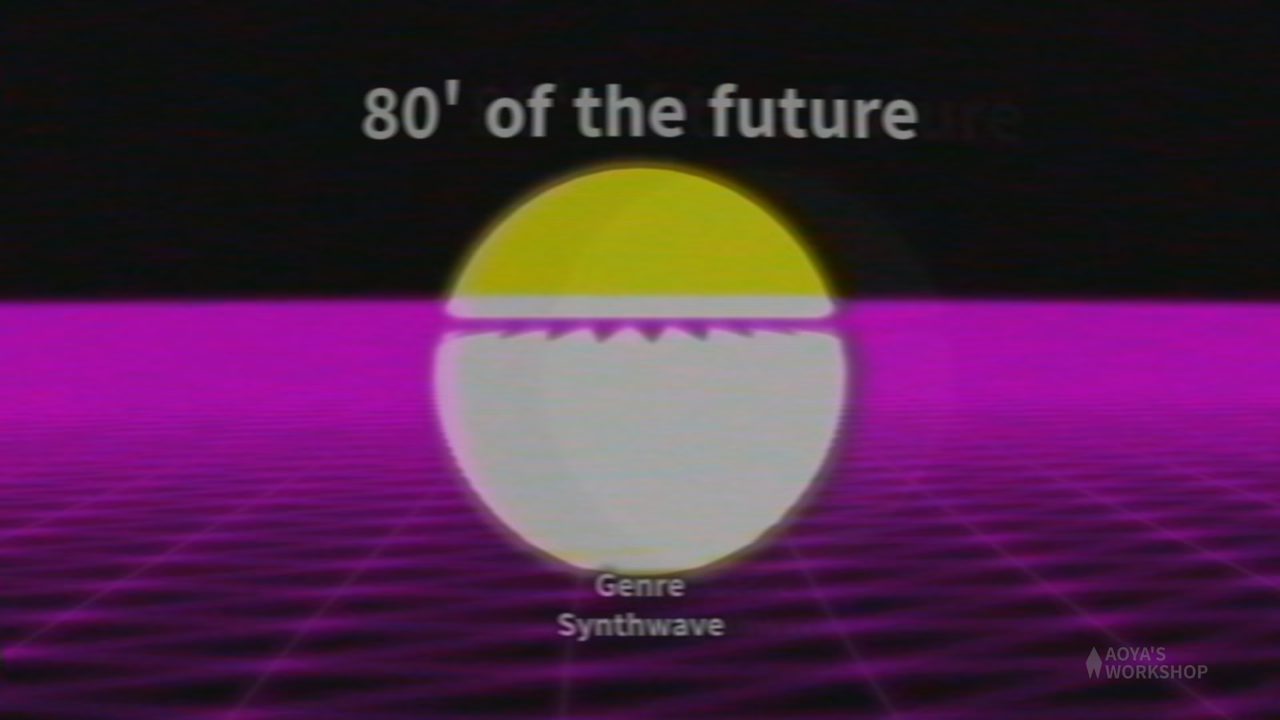 80' of the future
Genre
Synthwave
AOYA'S
WORKSHOP